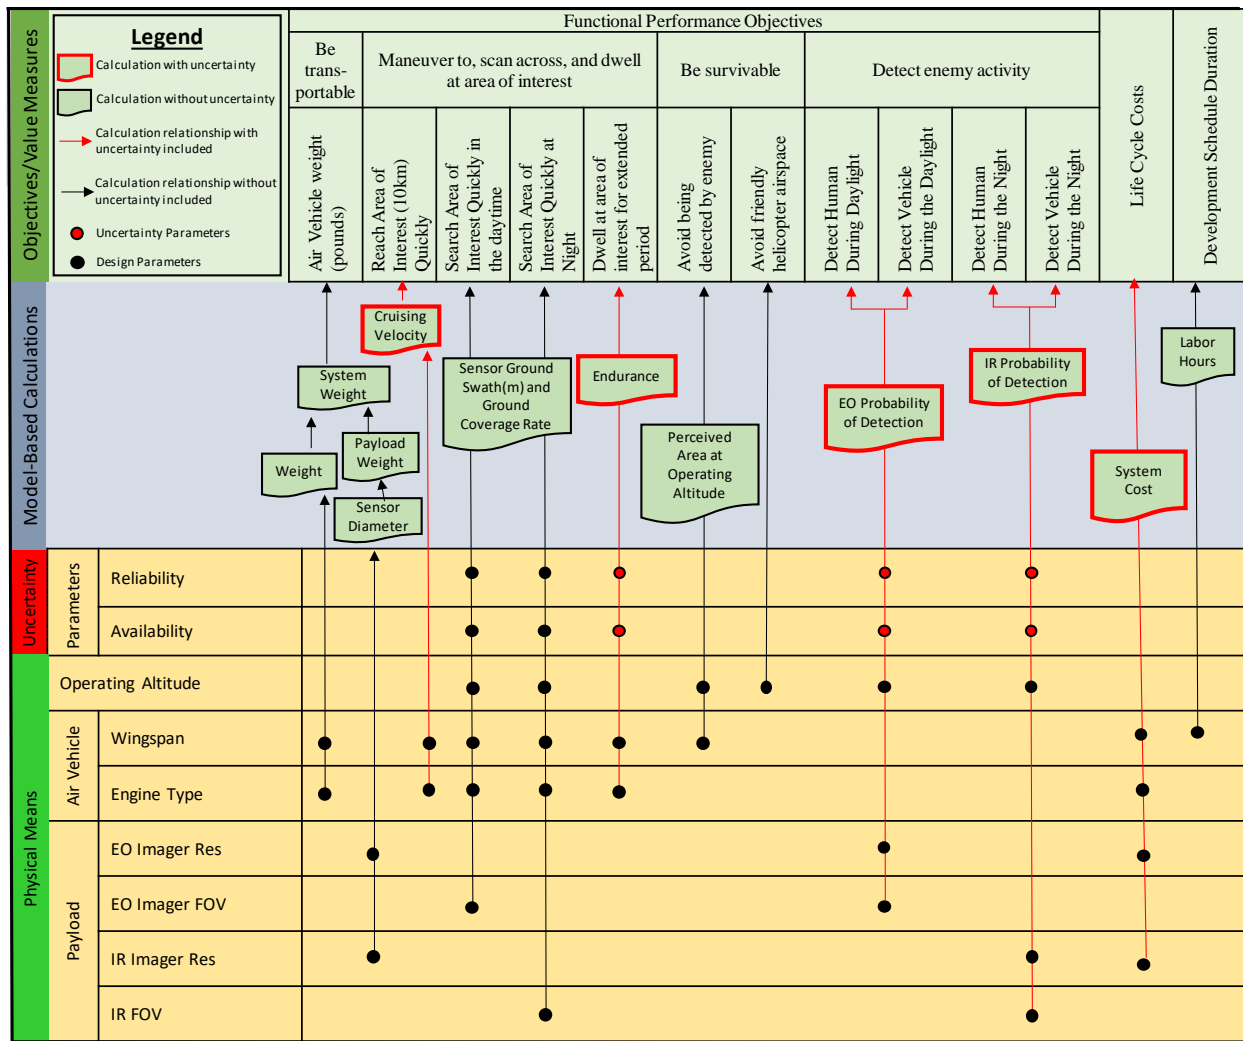 Objectives/Value Measures
Legend
Calculation with uncertainty
Calculation without uncertainty
Calculation relationship with
uncertainty included
Calculation relationship without
uncertainty included
Uncertainty Parameters
Design Parameters
Functional Performance Objectives
Be
trans-
portable
Maneuver to, scan across, and dwell
at area of interest
Be survivable
Detect enemy activity
Air Vehicle weight
(pounds)
Reach Area of
Interest (10km)
Quickly
Search Area of
Interest Quickly in
the daytime
Search Area of
Interest Quickly at
Night
Dwell at area of
interest for extended
period
Avoid being
detected by enemy
Avoid friendly
helicopter airspace
Detect Human
During Daylight
Detect Vehicle
During the Daylight
Detect Human
During the Night
Detect Vehicle
During the Night
Life Cycle Costs
Development Schedule Duration
Model-Based Calculations
Cruising
Velocity
System
Weight
Payload
Weight
Weight
Sensor
Diameter
Sensor Ground
Swath(m) and
Ground
Coverage Rate
Endurance
Perceived
Area at
Operating
Altitude
EO Probability
of Detection
IR Probability
of Detection
System
Cost
Labor
Hours
Uncertainty
Parameters
Reliability
Availability
Physical Means
Operating Altitude
Air Vehicle
Wingspan
Engine Type
Payload
EO Imager Res
EO Imager FOV
IR Imager Res
IR FOV